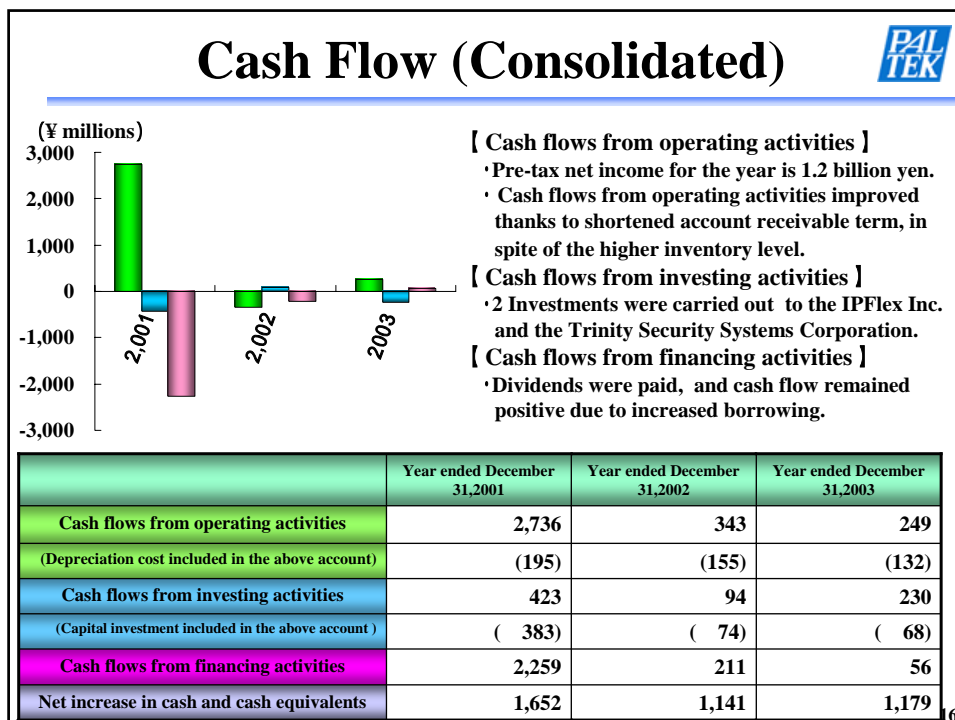 Cash Flow (Consolidated)
PAL
TEK
(¥ millions)
3,000
2,000
1,000
0
-1,000
-2,000
-3,000
2,001
2,002
2003
【 Cash flows from operating activities 】
・Pre-tax net income for the year is 1.2 billion yen.
・ Cash flows from operating activities improved
thanks to shortened account receivable term, in
spite of the higher inventory level.
【 Cash flows from investing activities 】
・2 Investments were carried out to the IPFlex Inc.
and the Trinity Security Systems Corporation.
【 Cash flows from financing activities 】
・Dividends were paid, and cash flow remained
positive due to increased borrowing.
Year ended December
31,2001
Year ended December
31,2002
Year ended December
31,2003
Cash flows from operating activities 2,736 343 249
(Depreciation cost included in the above account) (195) (155) (132)
Cash flows from investing activities 423 94 230
(Capital investment included in the above account ) ( 383) ( 74) ( 68)
Cash flows from financing activities 2,259 211 56
Net increase in cash and cash equivalents 1,652 1,141 1,179
16